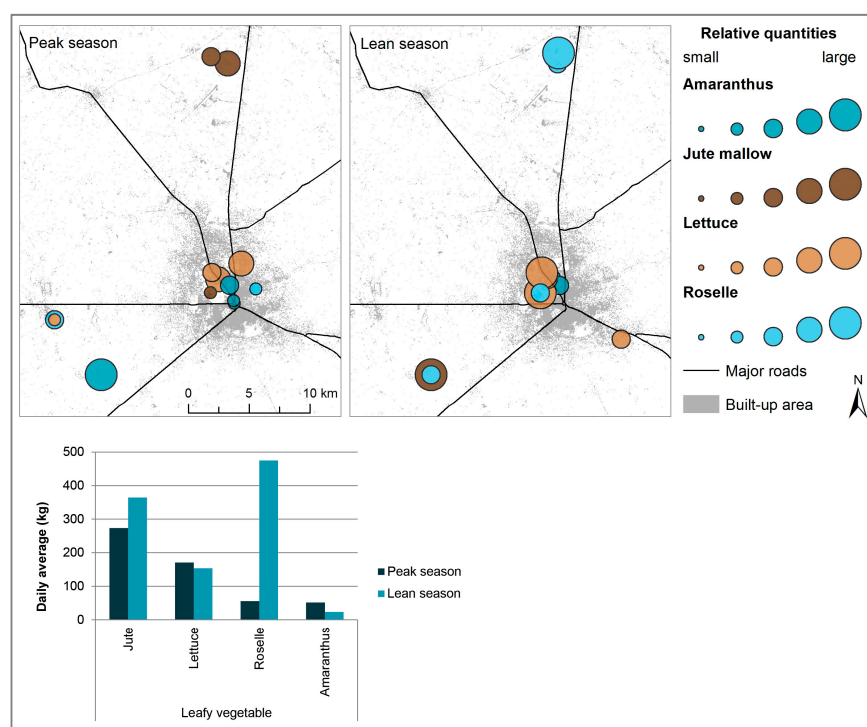 Peak season
Lean season
Relative quantities
small large
Amaranthus
Jute mallow
Lettuce
Roselle
Major roads
Built-up area
N
0 5 10 km
500
400
300
200
100
0
Daily average (kg)
Jute
Lettuce
Roselle
Amaranthus
Leafy vegetable
Peak season
Lean season